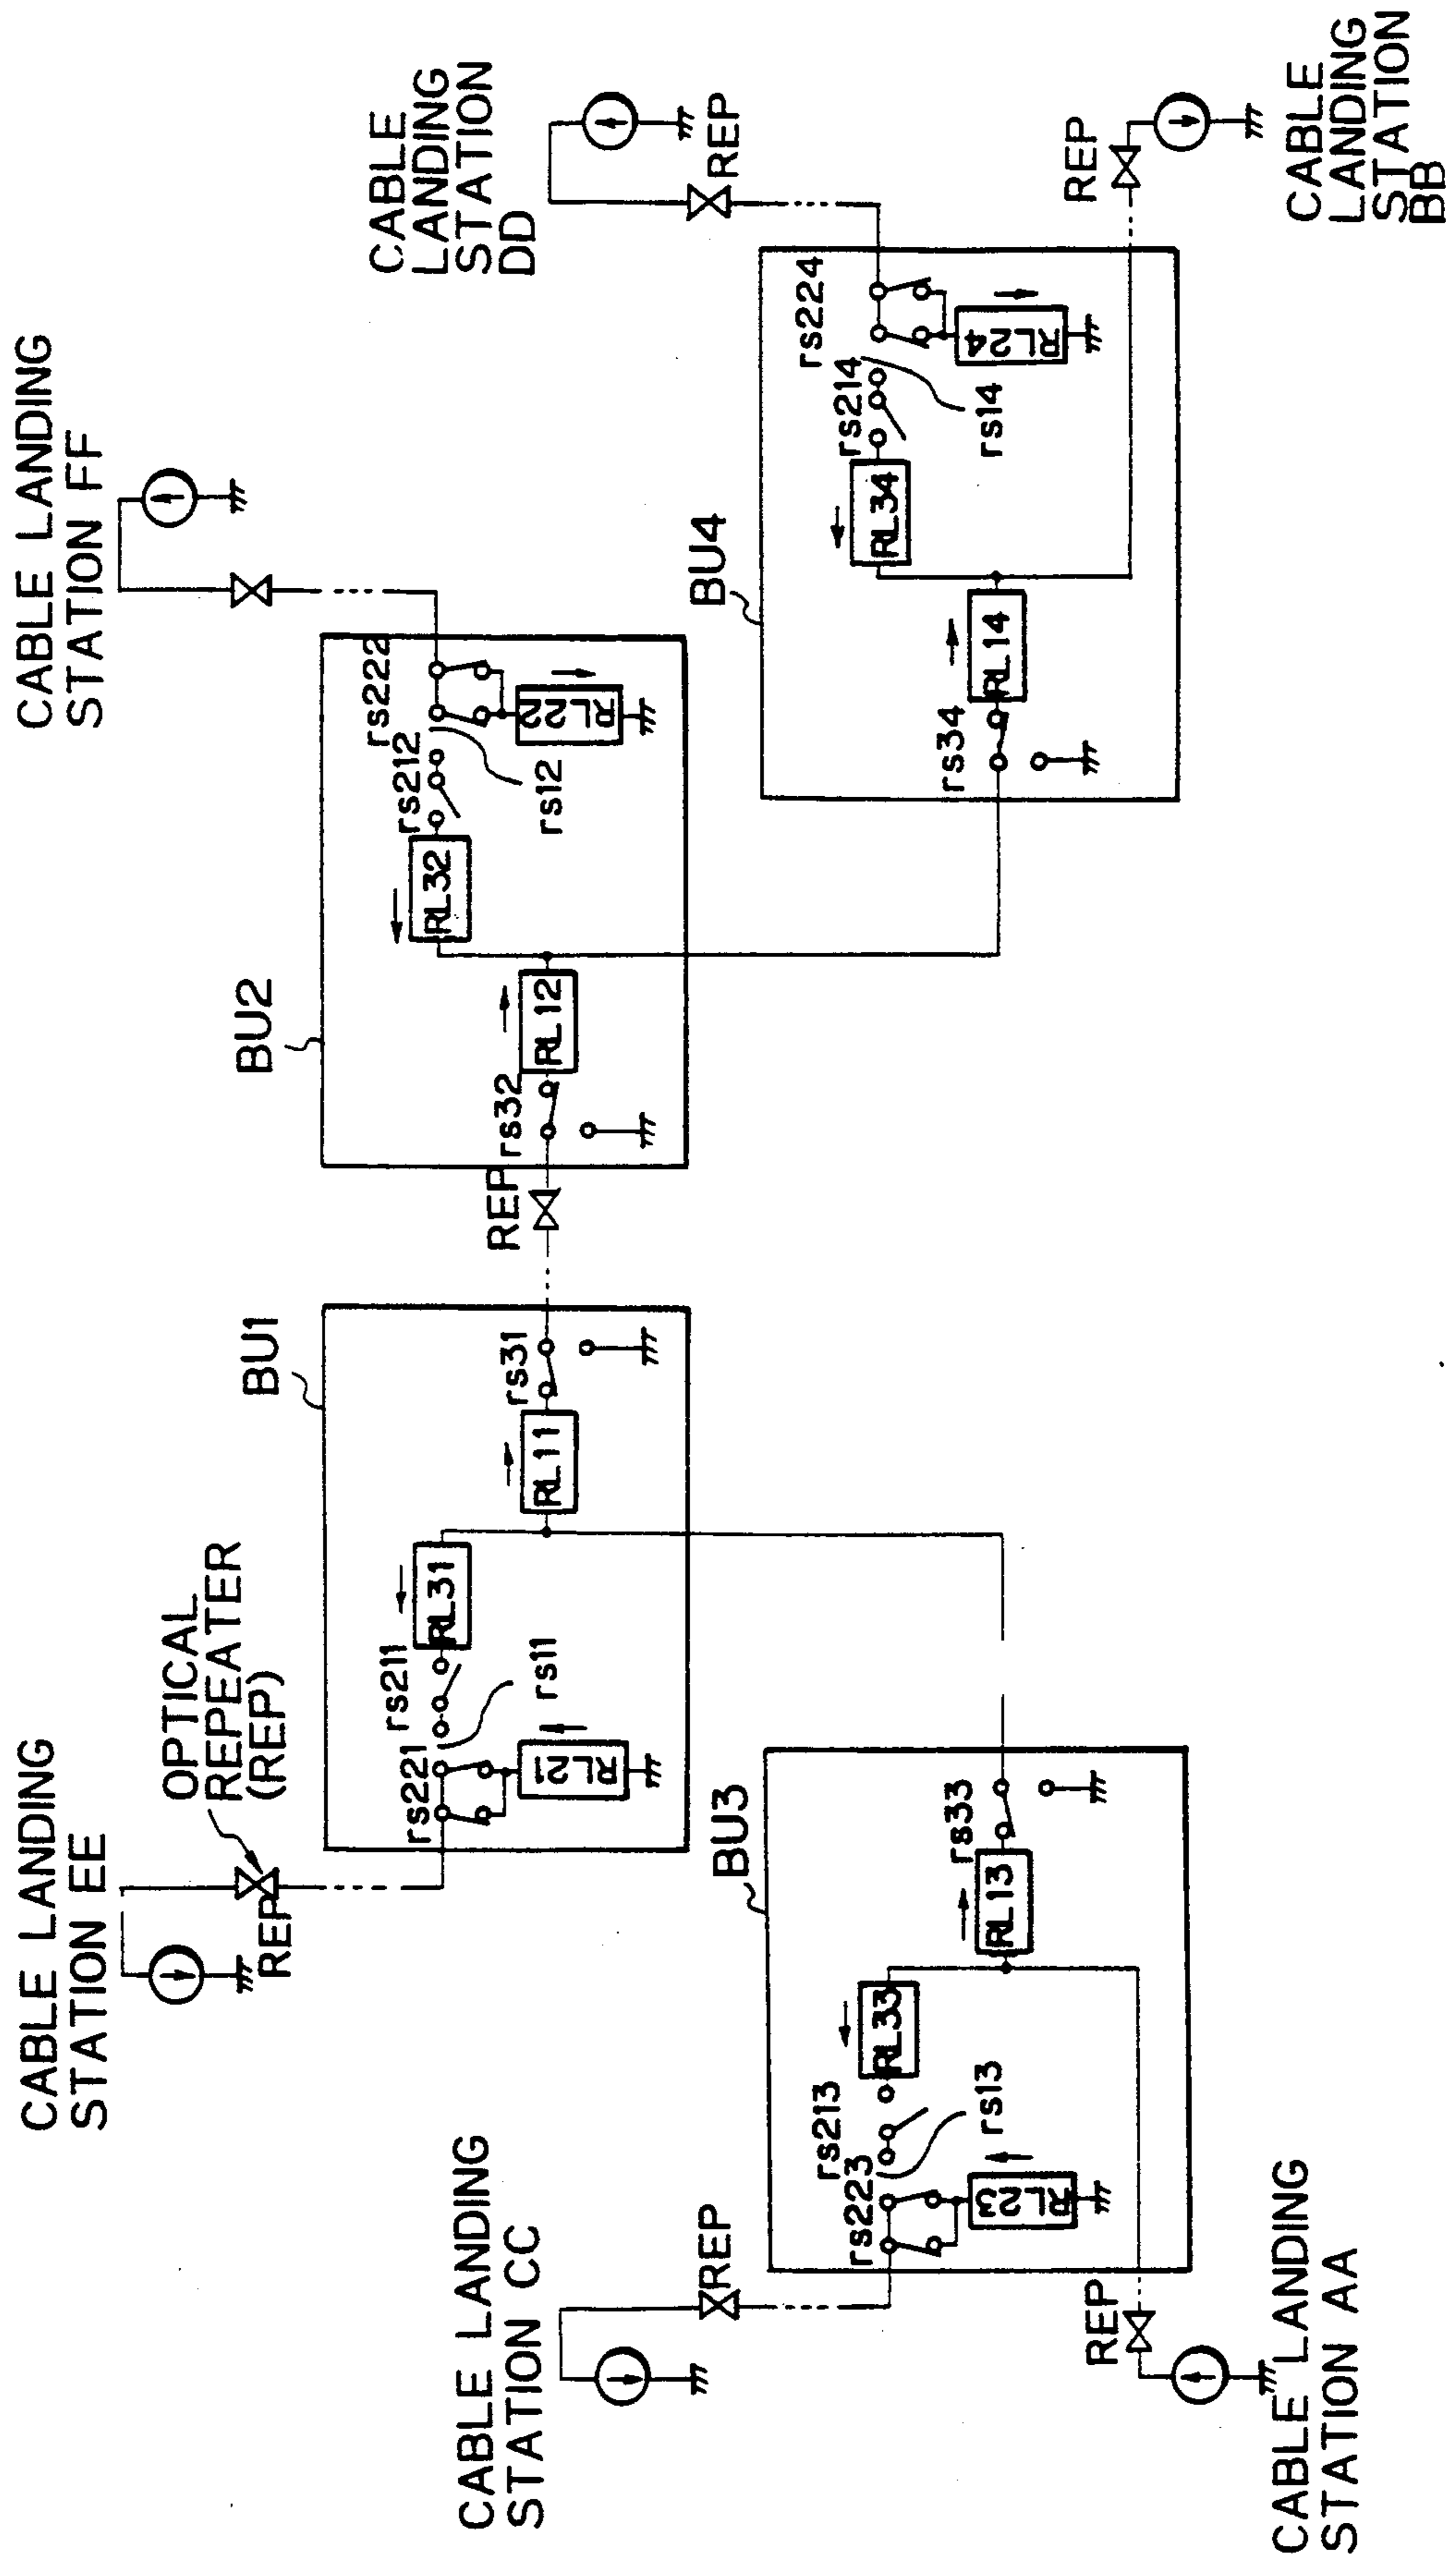 CABLE LANDING
STATION EE
OPTICAL
REPEATER
(REP)
REP
CABLE LANDING
STATION FF
CABLE
LANDING
STATION
DD
REP
BU1
rs221
rs211
RL31
rs11
RL21
RL11
rs31
REP
BU2
rs32
RL12
RL32
rs212
rs222
rs12
RL22
CABLE LANDING
STATION CC
REP
BU3
rs223
rs213
RL33
rs13
RL23
RL13
rs33
BU4
rs34
RL14
RL34
rs214
rs224
rs14
RL24
REP
CABLE LANDING
STATION AA
REP
CABLE
LANDING
STATION
BB